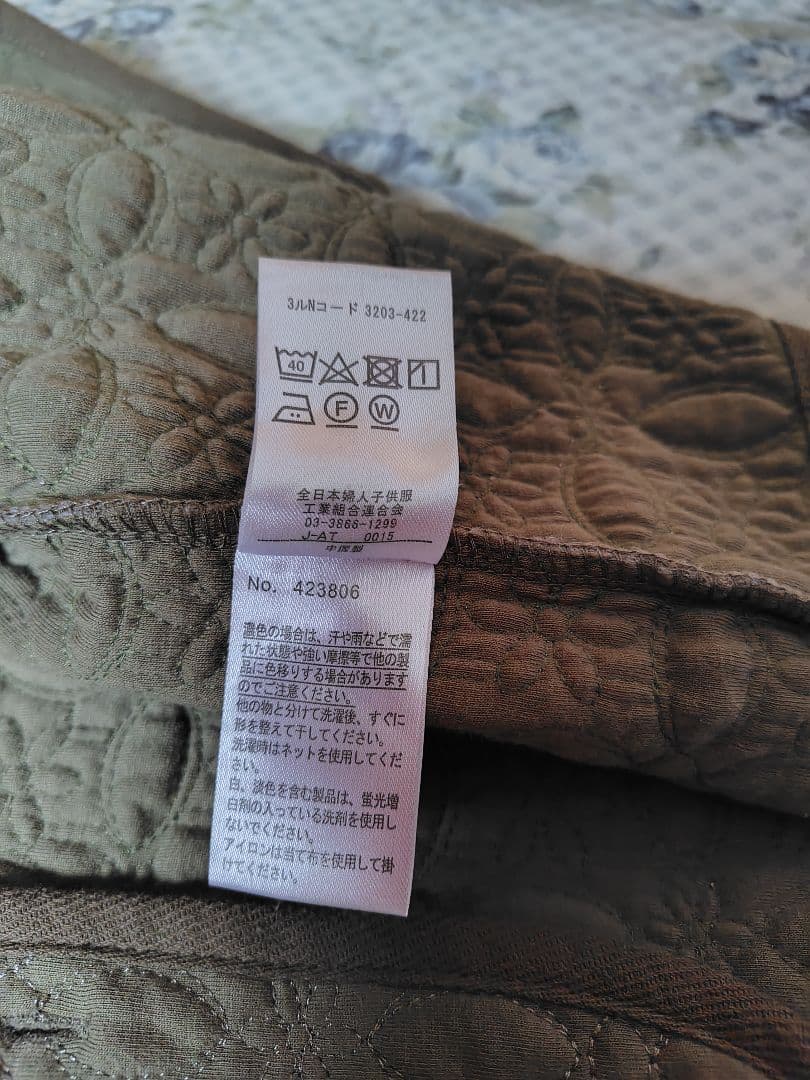 3ルNコード 3203-422
40
F W
全日本婦人子供服
工業組合連合会
03-3866-1299
J-AT 0015
中国製
No. 423806
濃色の場合は、汗や雨などで濡
れた状態や強い摩擦等で他の製
品に色移りする場合があります
のでご注意ください。
他の物と分けて洗濯後、すぐに
形を整えて干してください。
洗濯時はネットを使用してくだ
さい。
白、淡色を含む製品は、蛍光増
白剤の入っている洗剤を使用し
ないでください。
アイロンは当て布を使用して掛
けてください。